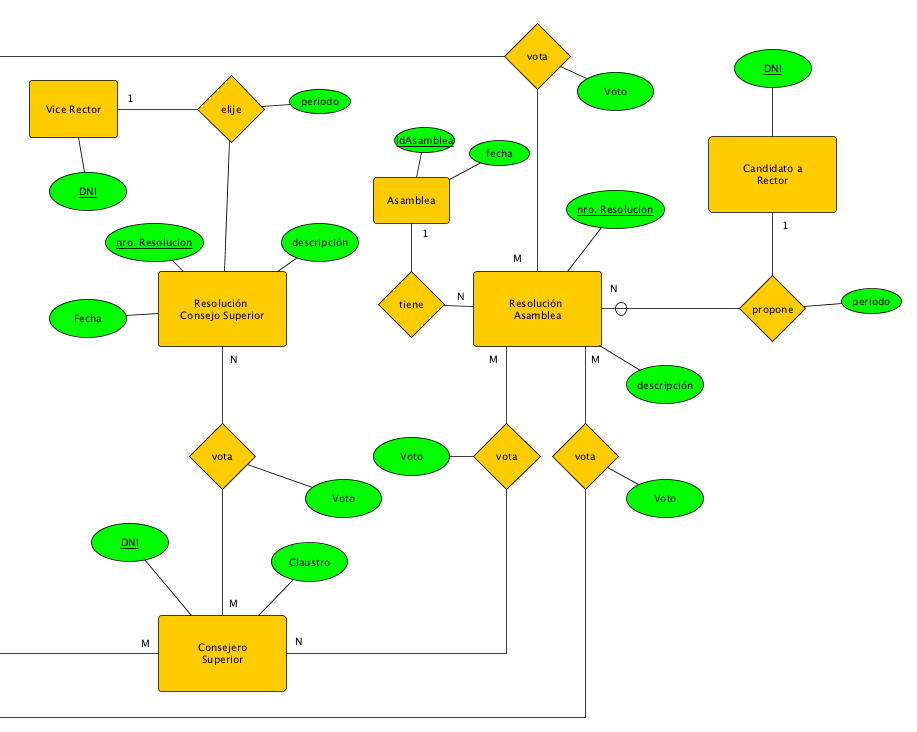 vota
Voto
DNI
Vice Rector
1
elije
período
DNI
idAsamblea
fecha
Asamblea
1
Candidato a
Rector
1
nro. Resolucion
descripción
nro. Resolucion
M
N
Fecha
Resolución
Consejo Superior
tiene
N
Resolución
Asamblea
propone
período
N
M
M
descripción
vota
Voto
Voto
vota
vota
Voto
DNI
Claustro
M
M
N
Consejero
Superior